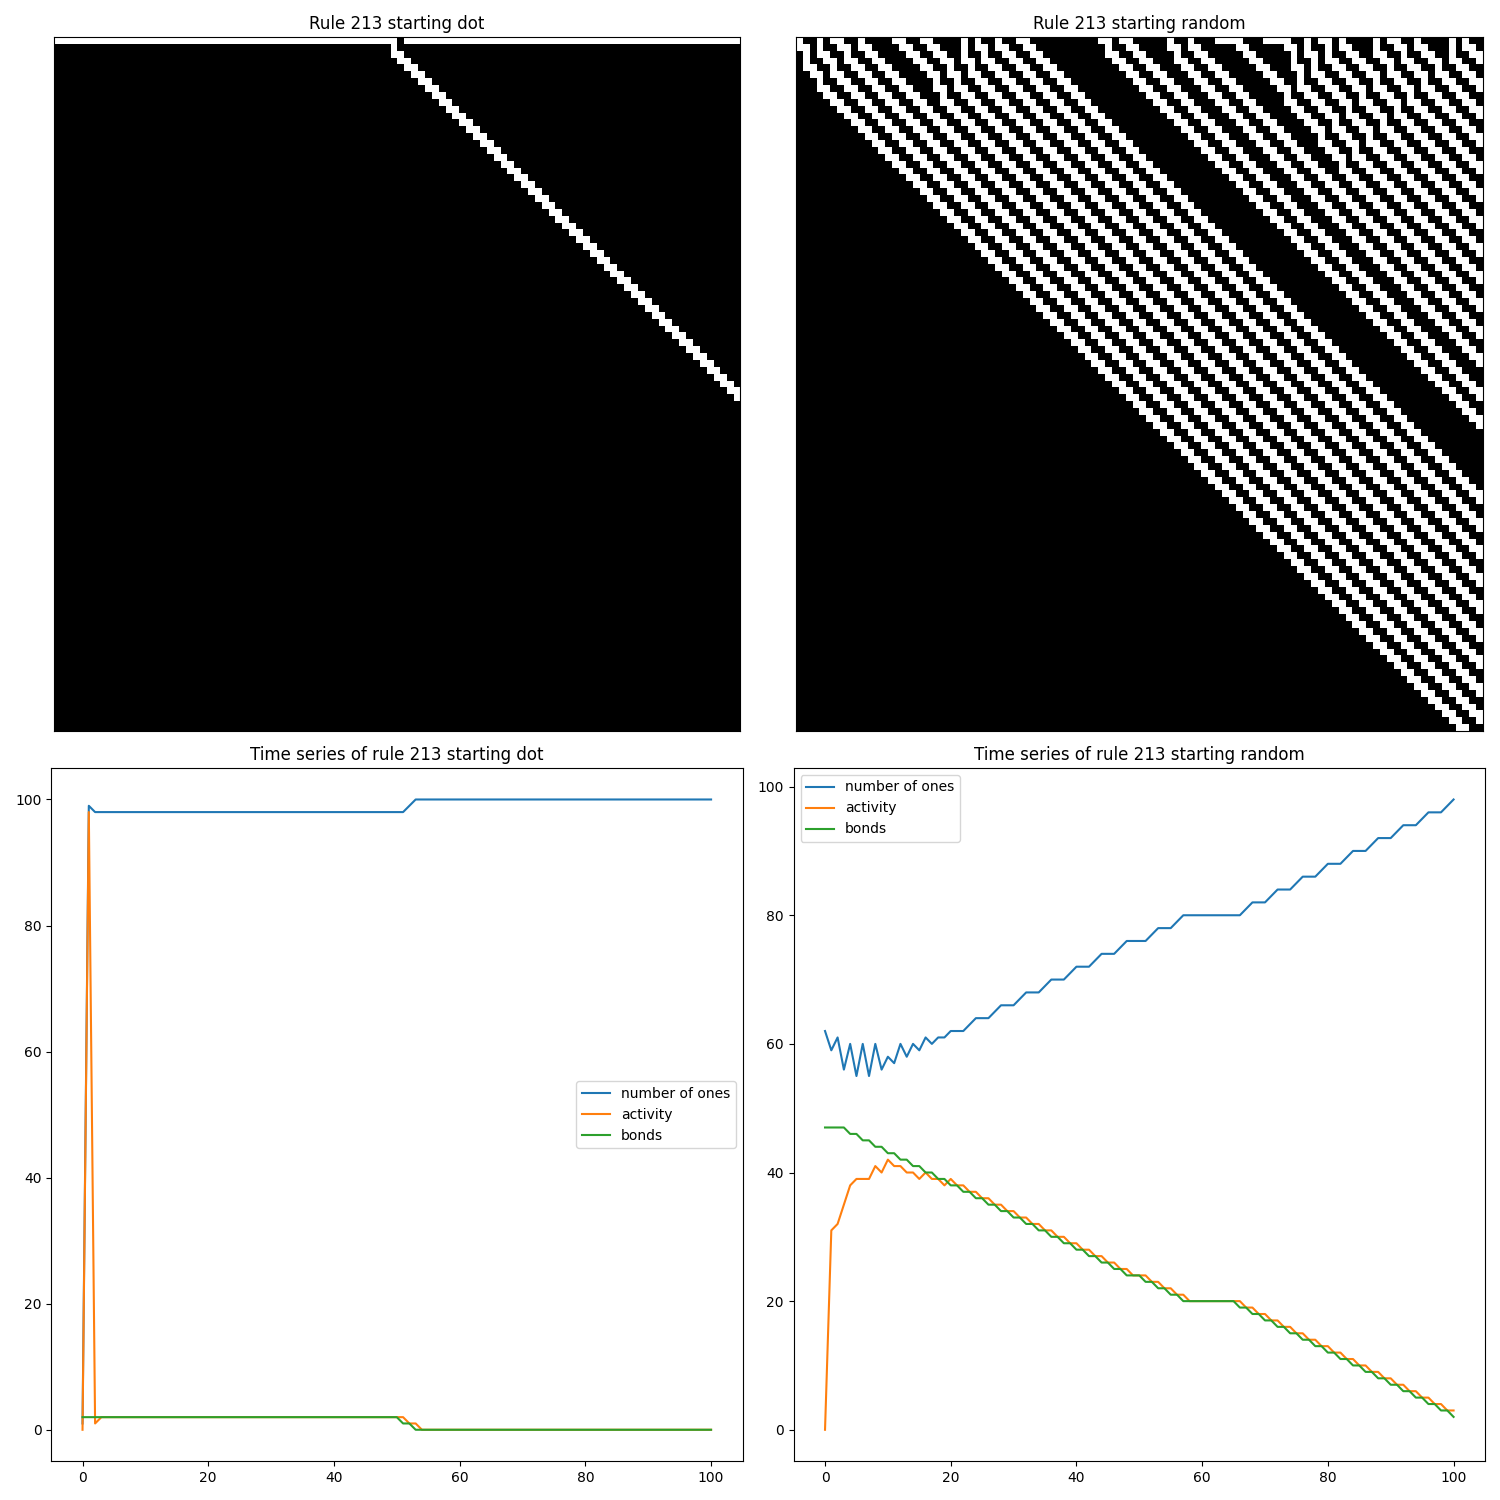 Rule 213 starting dot
Rule 213 starting random
Time series of rule 213 starting dot
100
80
60
40
20
0
0
20
40
60
80
100
number of ones
activity
bonds
Time series of rule 213 starting random
100
80
60
40
20
0
0
20
40
60
80
100
number of ones
activity
bonds